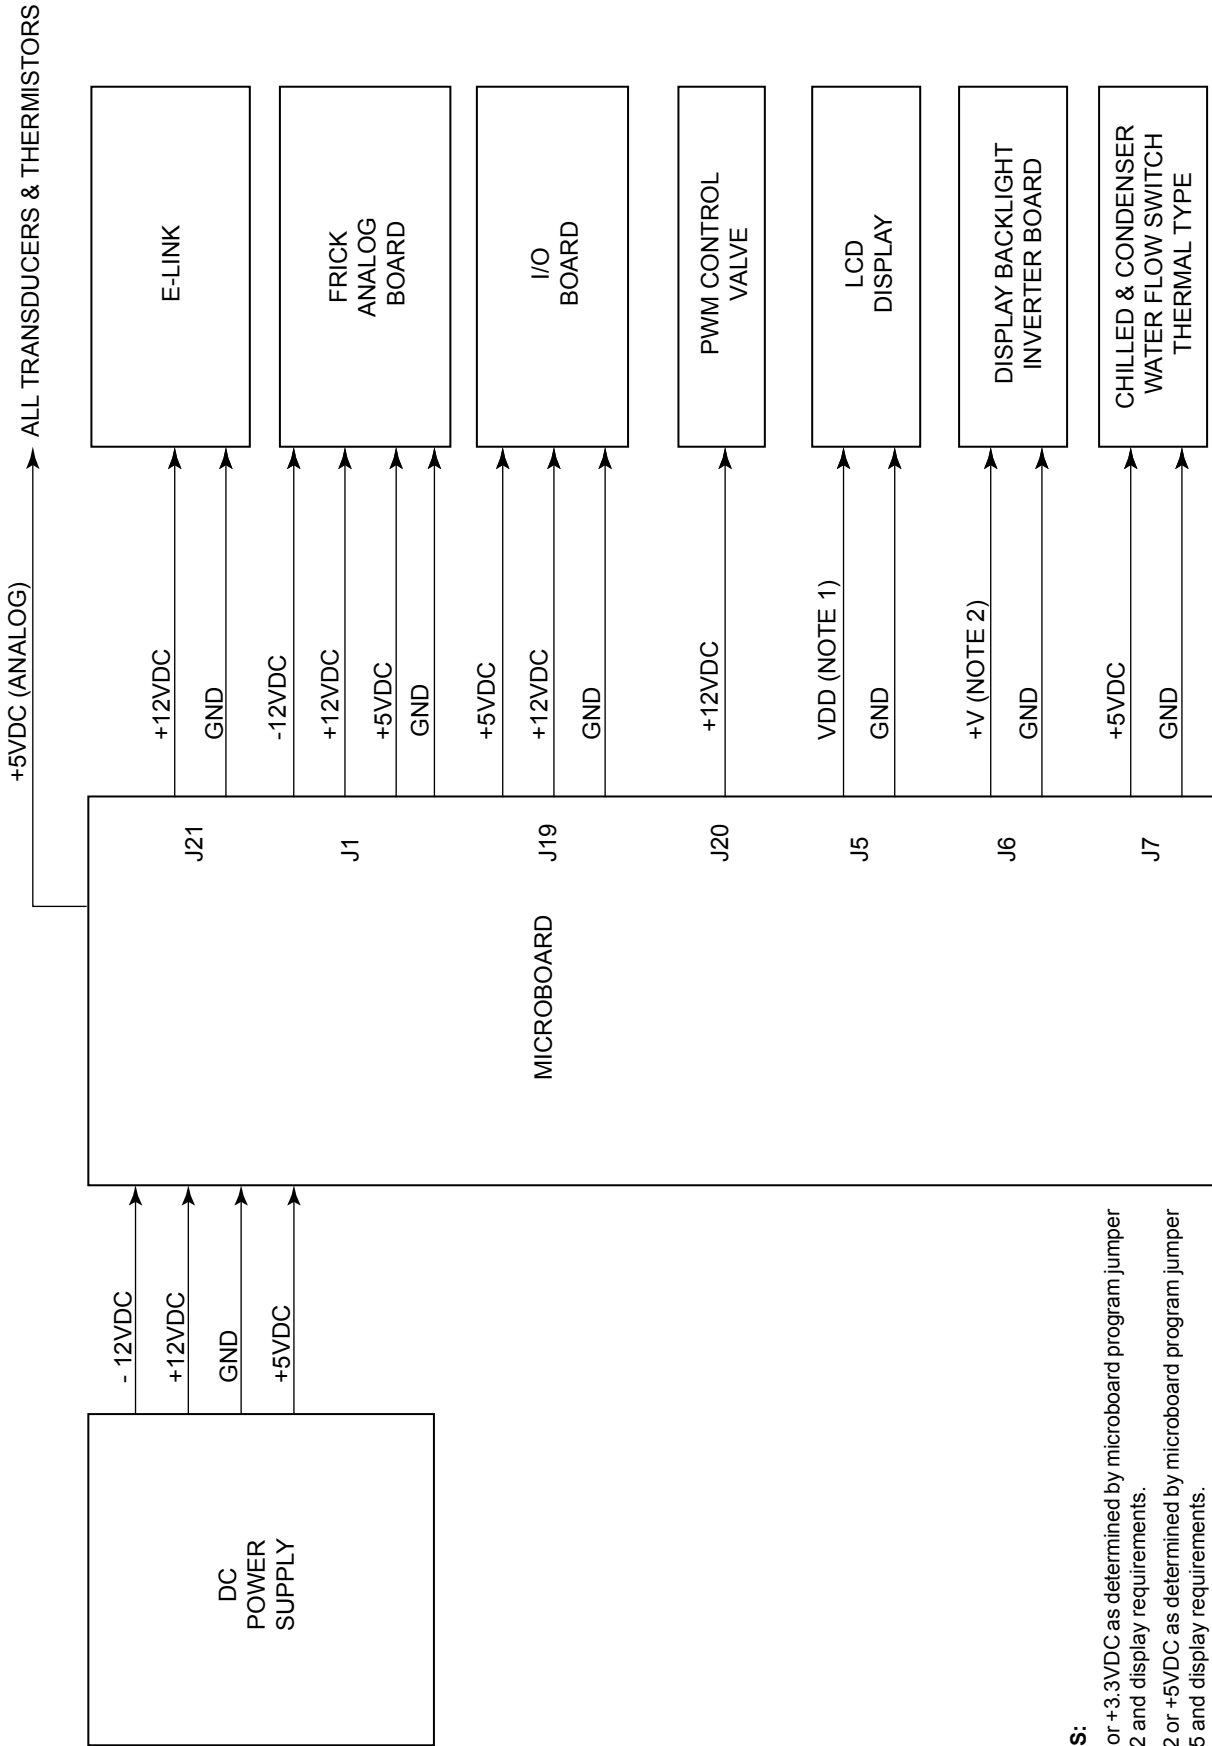 +5VDC (ANALOG)
ALL TRANSDUCERS & THERMISTORS
DC
POWER
SUPPLY
- 12VDC
+12VDC
GND
+5VDC
MICROBOARD
J21
+12VDC
GND
E-LINK
J1
-12VDC
+12VDC
+5VDC
GND
FRICK
ANALOG
BOARD
J19
+5VDC
+12VDC
GND
I/O
BOARD
J20
+12VDC
PWM CONTROL
VALVE
J5
VDD (NOTE 1)
GND
LCD
DISPLAY
J6
+V (NOTE 2)
GND
DISPLAY BACKLIGHT
INVERTER BOARD
J7
+5VDC
GND
CHILLED & CONDENSER
WATER FLOW SWITCH
THERMAL TYPE
S:
or +3.3VDC as determined by microboard program jumper
2 and display requirements.
2 or +5VDC as determined by microboard program jumper
5 and display requirements.